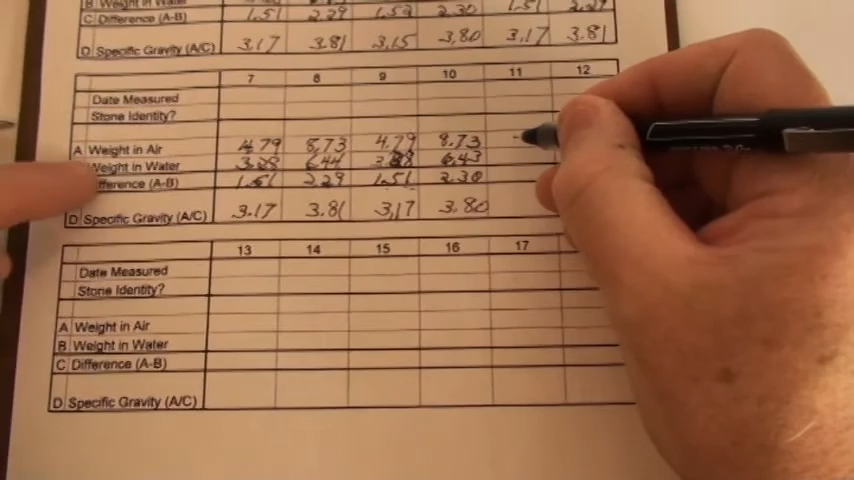 B Weight in Water
C Difference (A-B) 1.51 2.29 1.52 2.30 1.51 2.29
D Specific Gravity (A/C) 3.17 3.81 3.15 3.80 3.17 3.81
7 8 9 10 11 12
Date Measured
Stone Identity?
A Weight in Air 4.79 8.73 4.79 8.73
Weight in Water 3.28 6.44 3.28 6.43
fference (A-B) 1.51 2.29 1.51 2.30
D Specific Gravity (A/C) 3.17 3.81 3.17 3.80
13 14 15 16 17
Date Measured
Stone Identity?
A Weight in Air
B Weight in Water
C Difference (A-B)
D Specific Gravity (A/C)